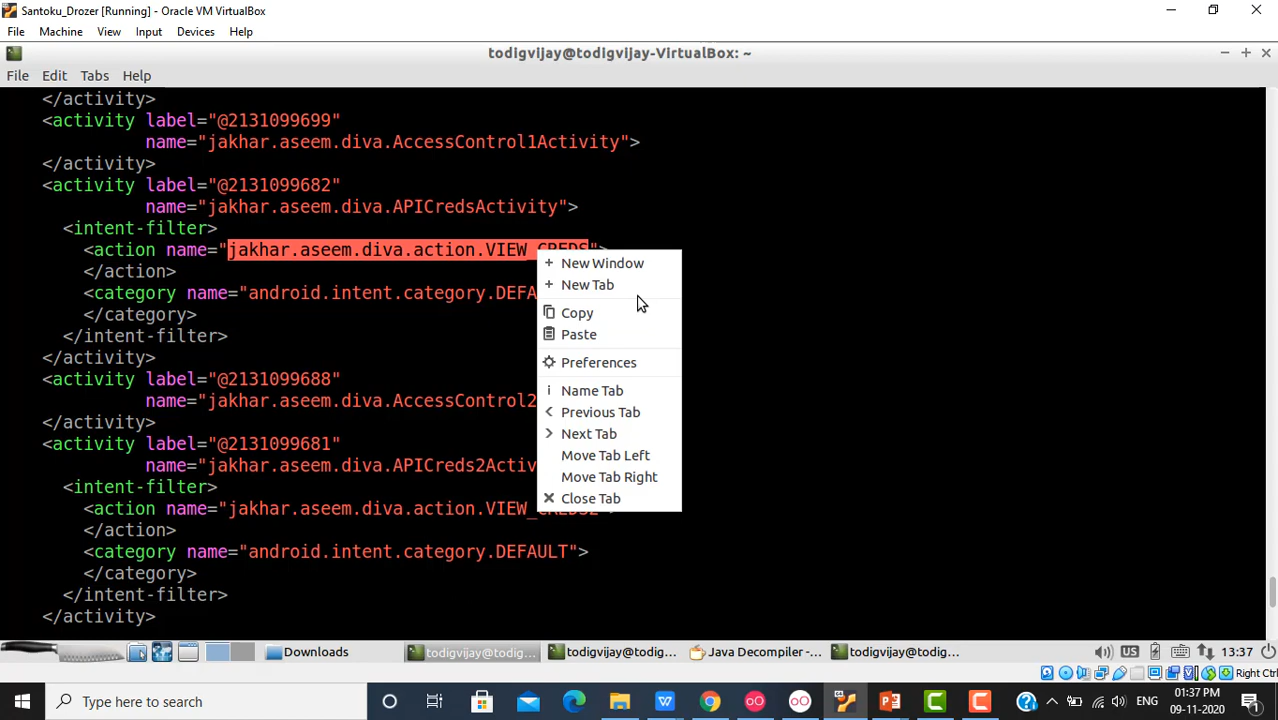 Santoku_Drozer [Running] - Oracle VM VirtualBox
File Machine View Input Devices Help
todigvijay@todigvijay-VirtualBox: ~
File Edit Tabs Help
</activity>
<activity label="@2131099699"
name="jakhar.aseem.diva.AccessControl1Activity">
</activity>
<activity label="@2131099682"
name="jakhar.aseem.diva.APICredsActivity">
<intent-filter>
<action name="jakhar.aseem.diva.action.VIEW_CREDS">
</action>
<category name="android.intent.category.DEFA
</category>
</intent-filter>
</activity>
<activity label="@2131099688"
name="jakhar.aseem.diva.AccessControl2
</activity>
<activity label="@2131099681"
name="jakhar.aseem.diva.APICreds2Activ
<intent-filter>
<action name="jakhar.aseem.diva.action.VIEW_CREDS2">
</action>
<category name="android.intent.category.DEFAULT">
</category>
</intent-filter>
</activity>
New Window
New Tab
Copy
Paste
Preferences
Name Tab
Previous Tab
Next Tab
Move Tab Left
Move Tab Right
Close Tab
Downloads todigvijay@todig... todigvijay@todig... Java Decompiler -... todigvijay@todig... US 13:37
Right Ctrl
Type here to search ENG 01:37 PM
09-11-2020 1